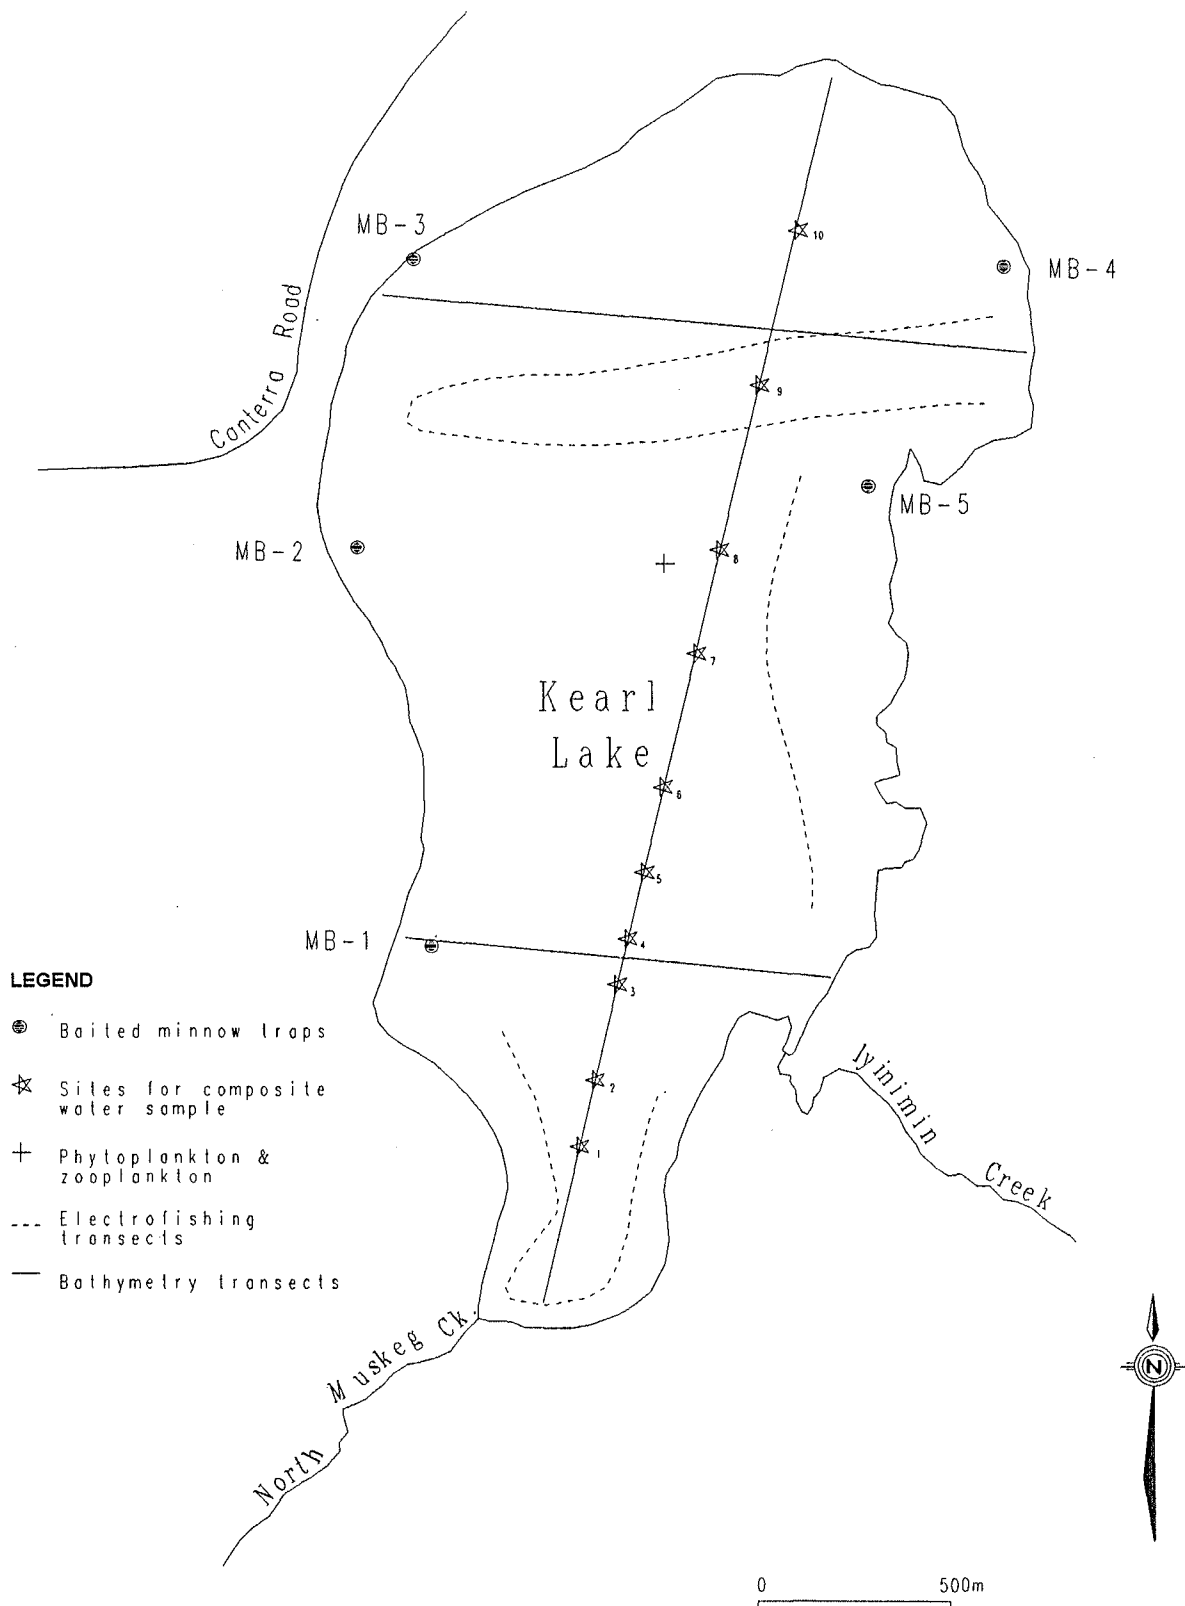 MB-3
10
MB-4
Canterra Road
9
MB-5
MB-2
8
7
Kearl
Lake
6
5
MB-1
4
3
LEGEND
Baited minnow traps
Sites for composite
water sample
Phytoplankton &
zooplankton
Electrofishing
transects
Bathymetry transects
2
1
Iyinimin Creek
North Muskeg Ck.
N
0 500m